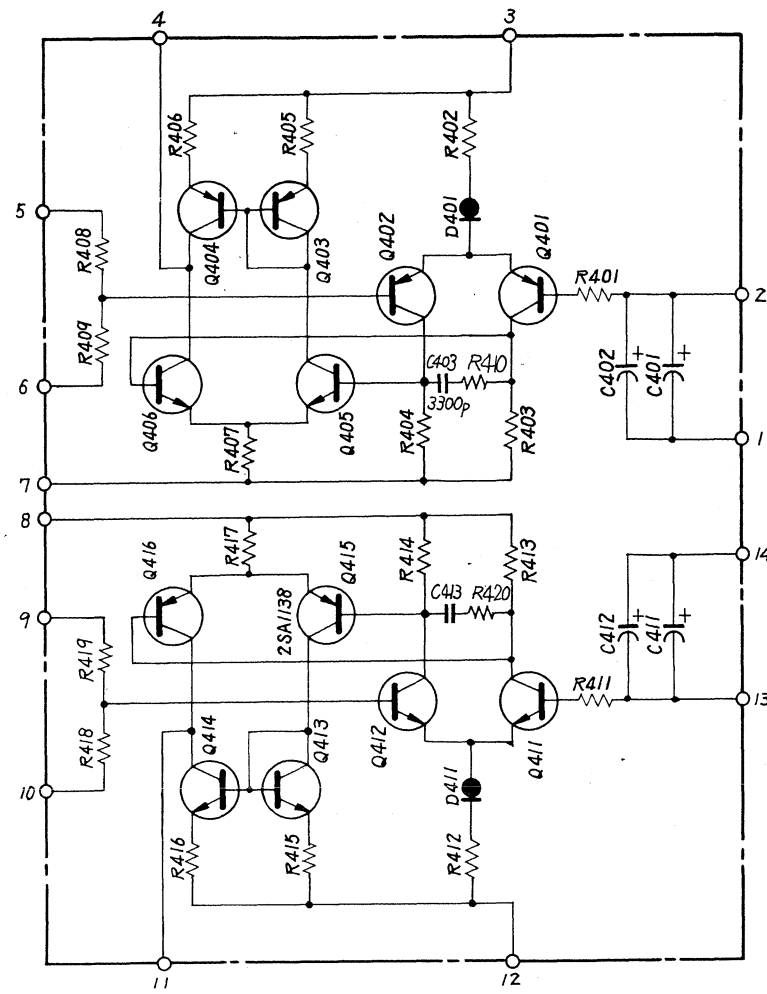 4
3
R406
R405
R402
5
Q402
D401
Q401
R408
Q404
Q403
R401
2
R409
C403
R410
C402
+
C401
+
6
3300p
Q406
R407
Q405
R404
R403
1
7
8
Q416
R417
Q415
R414
R413
14
C413
R420
9
2SA1138
C412
+
C411
+
R419
R411
13
R418
Q414
Q413
Q412
Q411
10
D411
R416
R415
R412
11
12